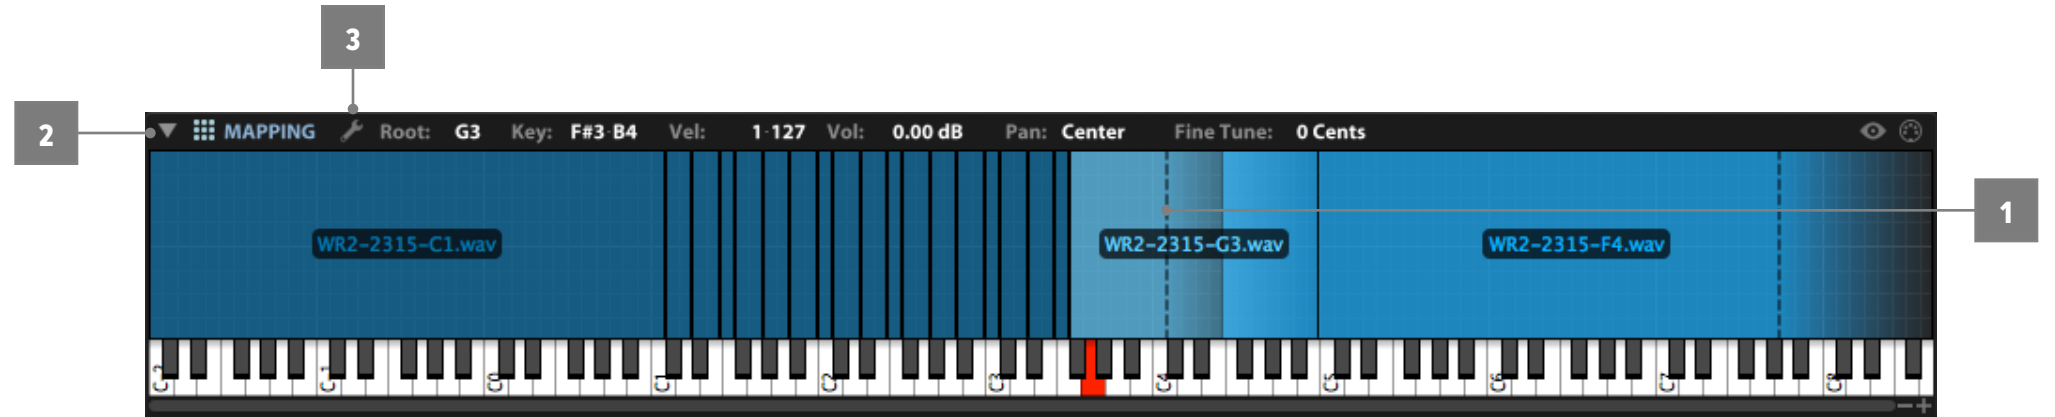 3
2
MAPPING Root: G3 Key: F#3-B4 Vel: 1-127 Vol: 0.00 dB Pan: Center Fine Tune: 0 Cents
1
WR2-2315-C1.wav WR2-2315-G3.wav WR2-2315-F4.wav
C-2 C-1 C0 C1 C2 C3 C4 C5 C6 C7 C8